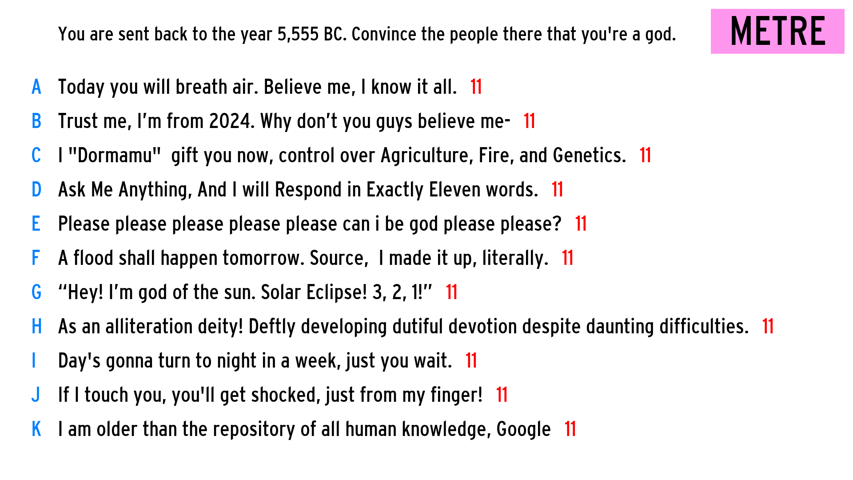 You are sent back to the year 5,555 BC. Convince the people there that you're a god.
METRE
A Today you will breath air. Believe me, I know it all. 11
B Trust me, I’m from 2024. Why don’t you guys believe me- 11
C I "Dormamu" gift you now, control over Agriculture, Fire, and Genetics. 11
D Ask Me Anything, And I will Respond in Exactly Eleven words. 11
E Please please please please please can i be god please please? 11
F A flood shall happen tomorrow. Source, I made it up, literally. 11
G “Hey! I’m god of the sun. Solar Eclipse! 3, 2, 1!” 11
H As an alliteration deity! Deftly developing dutiful devotion despite daunting difficulties. 11
I Day's gonna turn to night in a week, just you wait. 11
J If I touch you, you'll get shocked, just from my finger! 11
K I am older than the repository of all human knowledge, Google 11